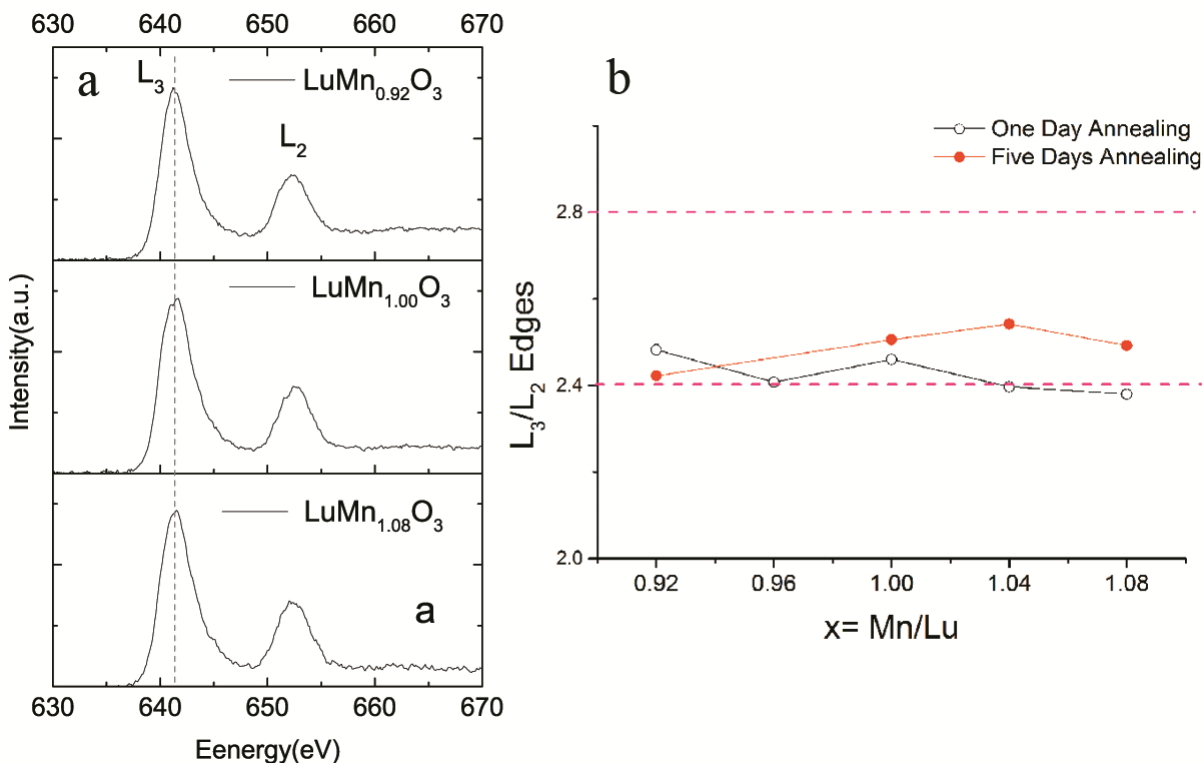 630 640 650 660 670
a
L3
LuMn0.92O3
L2
LuMn1.00O3
LuMn1.08O3
a
Intensity(a.u.)
630 640 650 660 670
Eenergy(eV)
b
One Day Annealing
Five Days Annealing
2.8
2.4
2.0
L3/L2 Edges
0.92 0.96 1.00 1.04 1.08
x= Mn/Lu